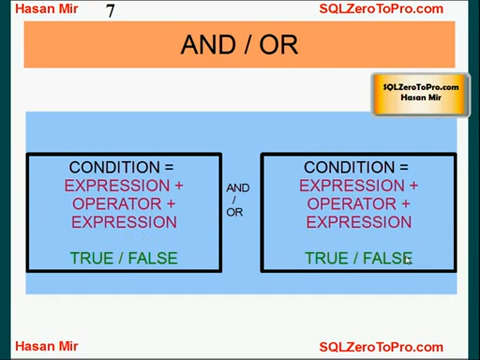 Hasan Mir 7 SQLZeroToPro.com
AND / OR
SQLZeroToPro.com
Hasan Mir
CONDITION =
EXPRESSION +
OPERATOR +
EXPRESSION
TRUE / FALSE
AND
/
OR
CONDITION =
EXPRESSION +
OPERATOR +
EXPRESSION
TRUE / FALSE
Hasan Mir SQLZeroToPro.com